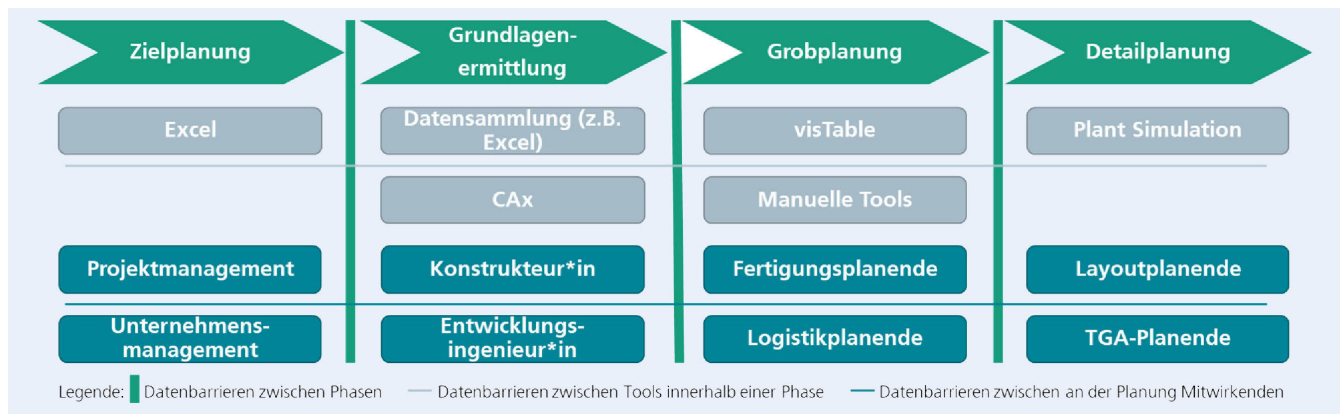 Zielplanung
Grundlagen-
ermittlung
Grobplanung
Detailplanung
Excel
Datensammlung (z.B.
Excel)
visTable
Plant Simulation
CAx
Manuelle Tools
Projektmanagement
Konstrukteur*in
Fertigungsplanende
Layoutplanende
Unternehmens-
management
Entwicklungs-
ingenieur*in
Logistikplanende
TGA-Planende
Legende: Datenbarrieren zwischen Phasen Datenbarrieren zwischen Tools innerhalb einer Phase Datenbarrieren zwischen an der Planung Mitwirkenden